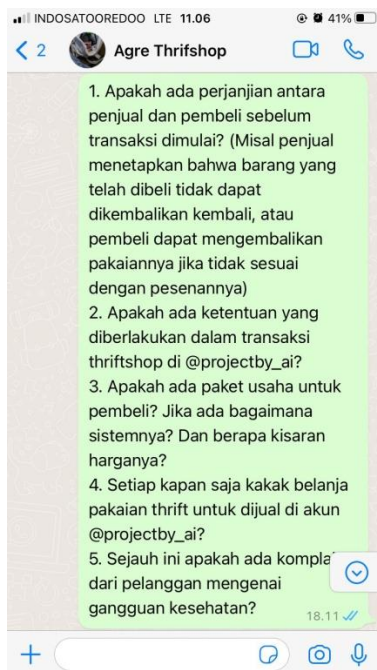 INDOSATOOREDOO LTE 11.06 41%
2 Agre Thrifshop
1. Apakah ada perjanjian antara
penjual dan pembeli sebelum
transaksi dimulai? (Misal penjual
menetapkan bahwa barang yang
telah dibeli tidak dapat
dikembalikan kembali, atau
pembeli dapat mengembalikan
pakaiannya jika tidak sesuai
dengan pesenannya)
2. Apakah ada ketentuan yang
diberlakukan dalam transaksi
thriftshop di @projectby_ai?
3. Apakah ada paket usaha untuk
pembeli? Jika ada bagaimana
sistemnya? Dan berapa kisaran
harganya?
4. Setiap kapan saja kakak belanja
pakaian thrift untuk dijual di akun
@projectby_ai?
5. Sejauh ini apakah ada
dari pelanggan mengenai
gangguan kesehatan?
18.11